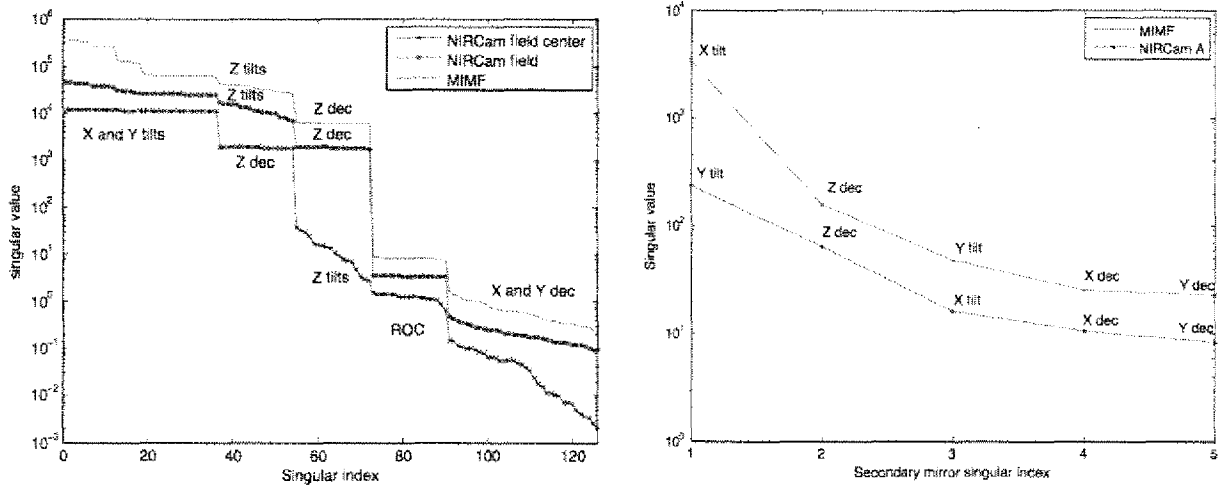 10^6
10^5
10^4
10^3
10^2
10^1
10^0
10^-1
10^-2
10^-3
singular value
NIRCam field center
NIRCam field
MIMF
Z tilts
Z tilts
Z dec
X and Y tilts
Z dec
Z dec
Z tilts
X and Y dec
ROC
0 20 40 60 80 100 120
Singular index
10^4
10^3
10^2
10^1
10^0
Singular value
MIMF
NIRCam A
X tilt
Y tilt
Z dec
Z dec
Y tilt
X tilt
X dec
Y dec
X dec
Y dec
1 2 3 4 5
Secondary mirror singular index